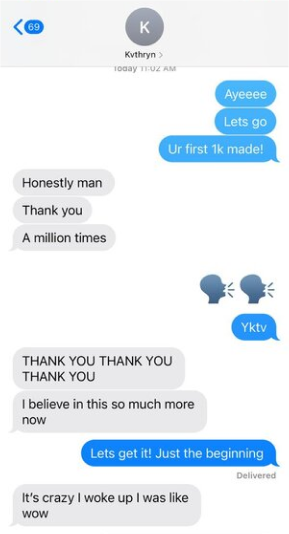 69
K
Kvthryn >
Today 11:02 AM
Ayeeee
Lets go
Ur first 1k made!
Honestly man
Thank you
A million times
Yktv
THANK YOU THANK YOU
THANK YOU
I believe in this so much more
now
Lets get it! Just the beginning
Delivered
It's crazy I woke up I was like
wow